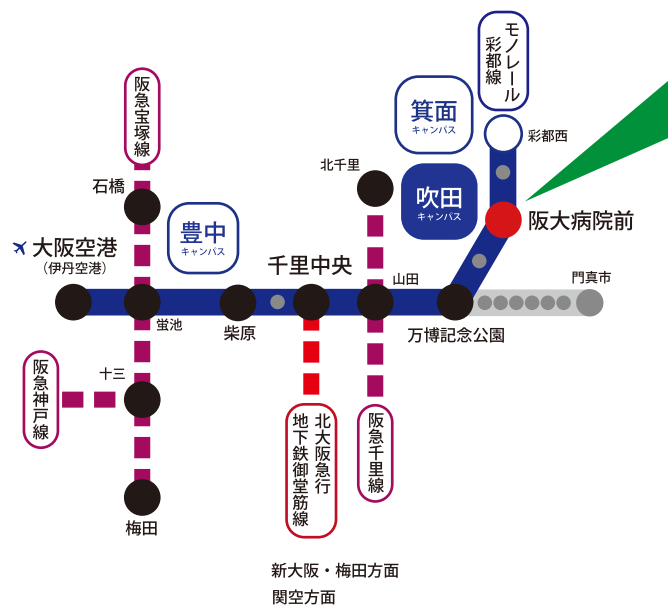 モノレール
彩都線
阪急宝塚線
箕面
キャンパス
彩都西
北千里
石橋
吹田
キャンパス
豊中
キャンパス
阪大病院前
大阪空港
（伊丹空港）
千里中央
山田
門真市
蛍池
柴原
万博記念公園
阪急神戸線
十三
北大阪急行
地下鉄御堂筋線
阪急千里線
梅田
新大阪・梅田方面
関空方面